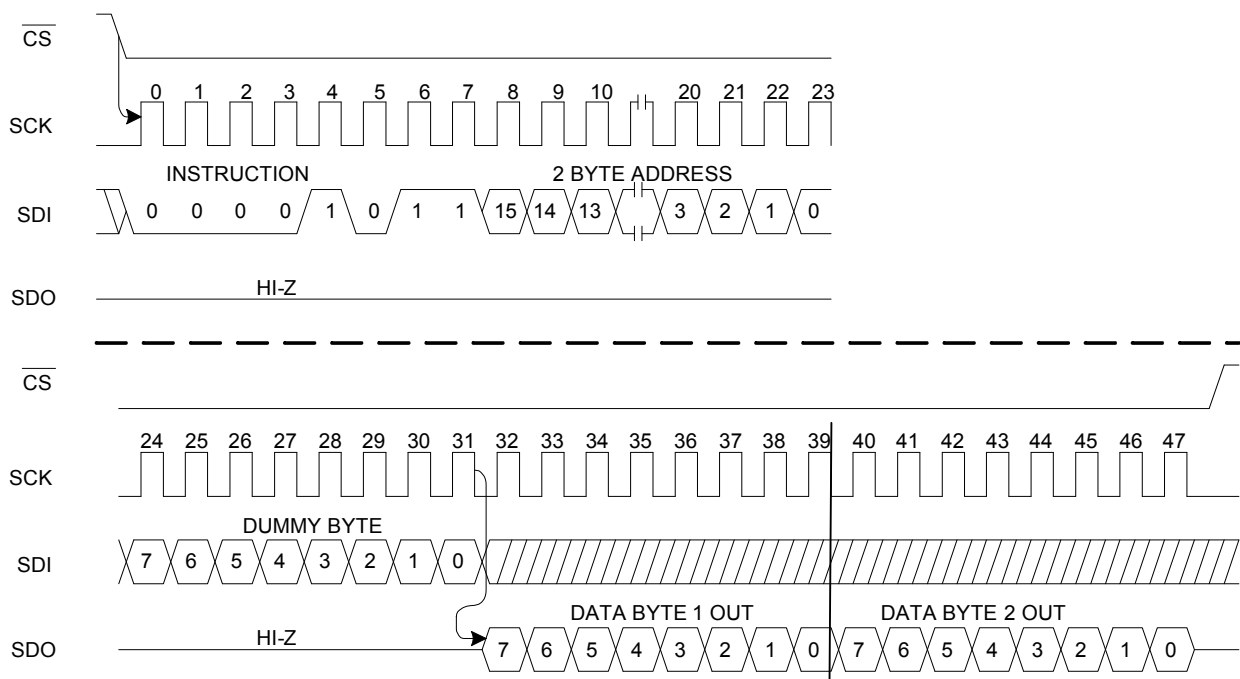 CS
0 1 2 3 4 5 6 7 8 9 10 20 21 22 23
SCK
INSTRUCTION 2 BYTE ADDRESS
SDI 0 0 0 0 1 0 1 1 15 14 13 3 2 1 0
HI-Z
SDO
CS
24 25 26 27 28 29 30 31 32 33 34 35 36 37 38 39 40 41 42 43 44 45 46 47
SCK
DUMMY BYTE
SDI 7 6 5 4 3 2 1 0
DATA BYTE 1 OUT DATA BYTE 2 OUT
HI-Z
SDO 7 6 5 4 3 2 1 0 7 6 5 4 3 2 1 0